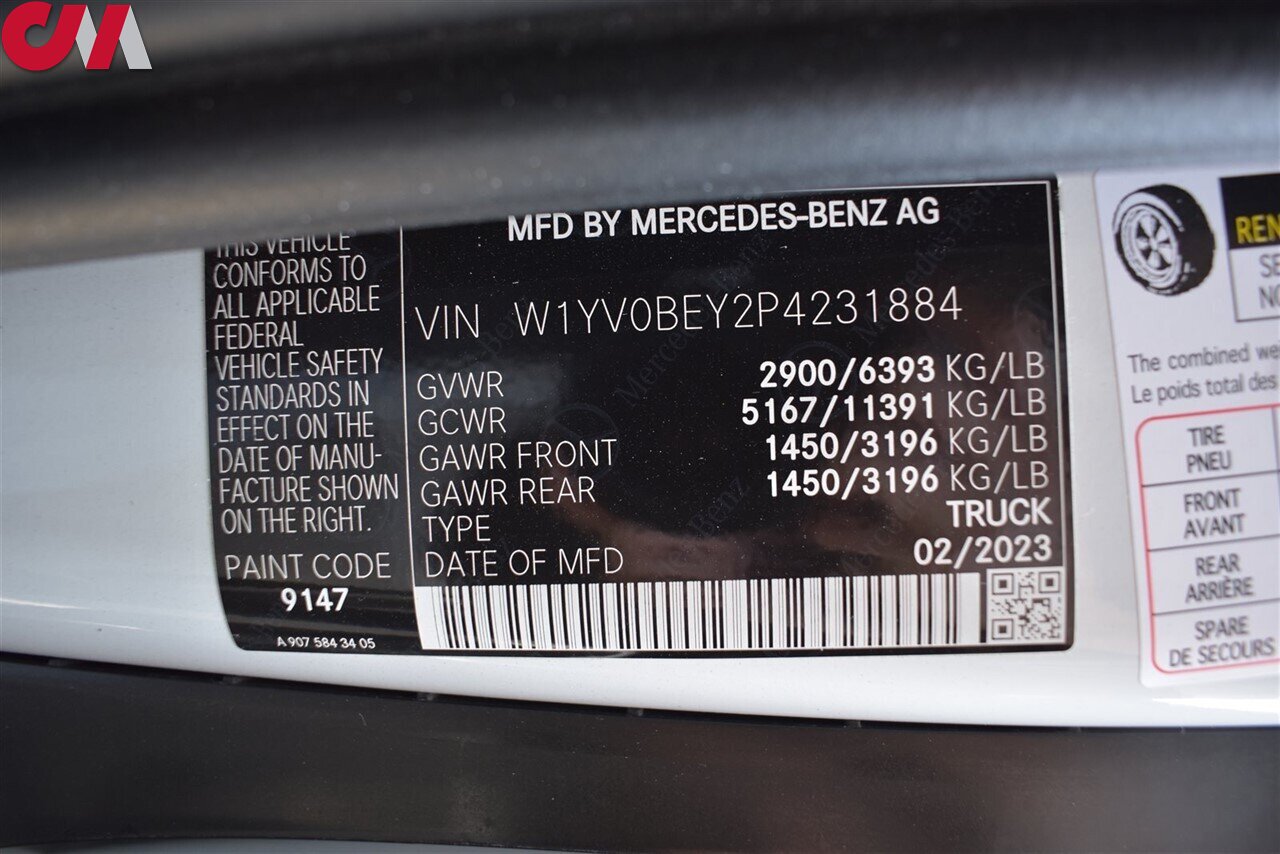 CM
MFD BY MERCEDES-BENZ AG
THIS VEHICLE
CONFORMS TO
ALL APPLICABLE
FEDERAL
VEHICLE SAFETY
STANDARDS IN
EFFECT ON THE
DATE OF MANU-
FACTURE SHOWN
ON THE RIGHT.
PAINT CODE
9147
A 907 584 34 05
VIN W1YV0BEY2P4231884
GVWR 2900/6393 KG/LB
GCWR 5167/11391 KG/LB
GAWR FRONT 1450/3196 KG/LB
GAWR REAR 1450/3196 KG/LB
TYPE TRUCK
DATE OF MFD 02/2023
The combined
Le poids total des
TIRE
PNEU
FRONT
AVANT
REAR
ARRIÈRE
SPARE
DE SECOURS